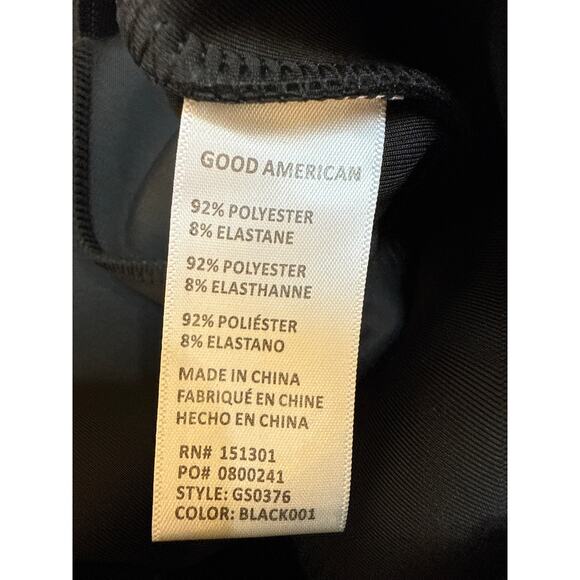 GOOD AMERICAN
92% POLYESTER
8% ELASTANE
92% POLYESTER
8% ELASTHANNE
92% POLIÉSTER
8% ELASTANO
MADE IN CHINA
FABRIQUÉ EN CHINE
HECHO EN CHINA
RN# 151301
PO# 0800241
STYLE: GS0376
COLOR: BLACK001